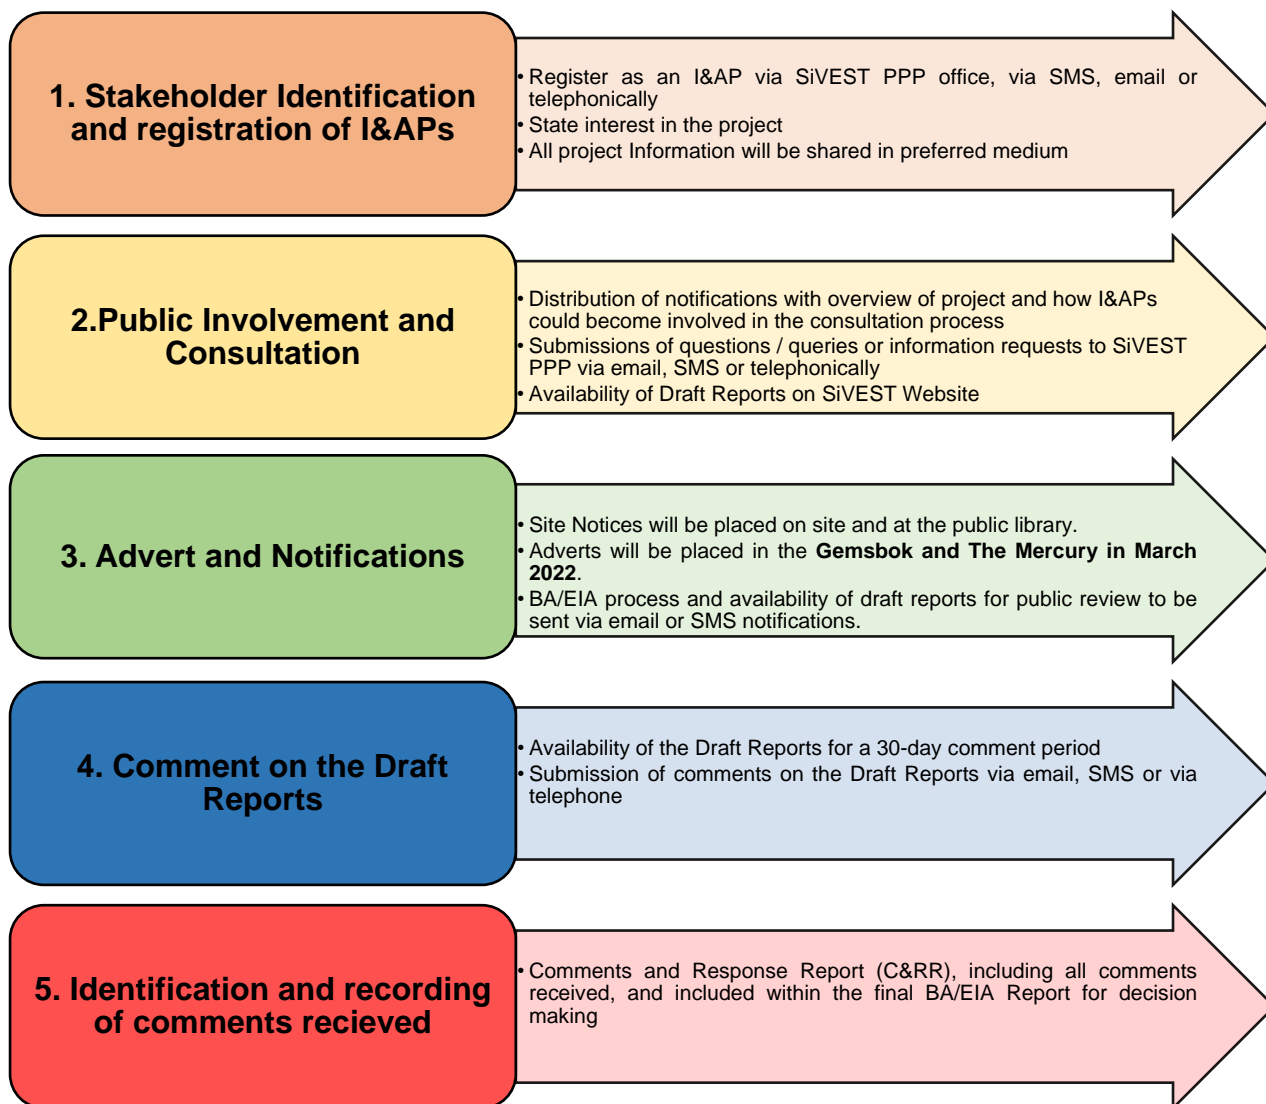 1. Stakeholder Identification
and registration of I&APs
• Register as an I&AP via SiVEST PPP office, via SMS, email or
telephonically
• State interest in the project
• All project Information will be shared in preferred medium
2.Public Involvement and
Consultation
• Distribution of notifications with overview of project and how I&APs
could become involved in the consultation process
• Submissions of questions / queries or information requests to SiVEST
PPP via email, SMS or telephonically
• Availability of Draft Reports on SiVEST Website
3. Advert and Notifications
• Site Notices will be placed on site and at the public library.
• Adverts will be placed in the Gemsbok and The Mercury in March
2022.
• BA/EIA process and availability of draft reports for public review to be
sent via email or SMS notifications.
4. Comment on the Draft
Reports
• Availability of the Draft Reports for a 30-day comment period
• Submission of comments on the Draft Reports via email, SMS or via
telephone
5. Identification and recording
of comments recieved
• Comments and Response Report (C&RR), including all comments
received, and included within the final BA/EIA Report for decision
making